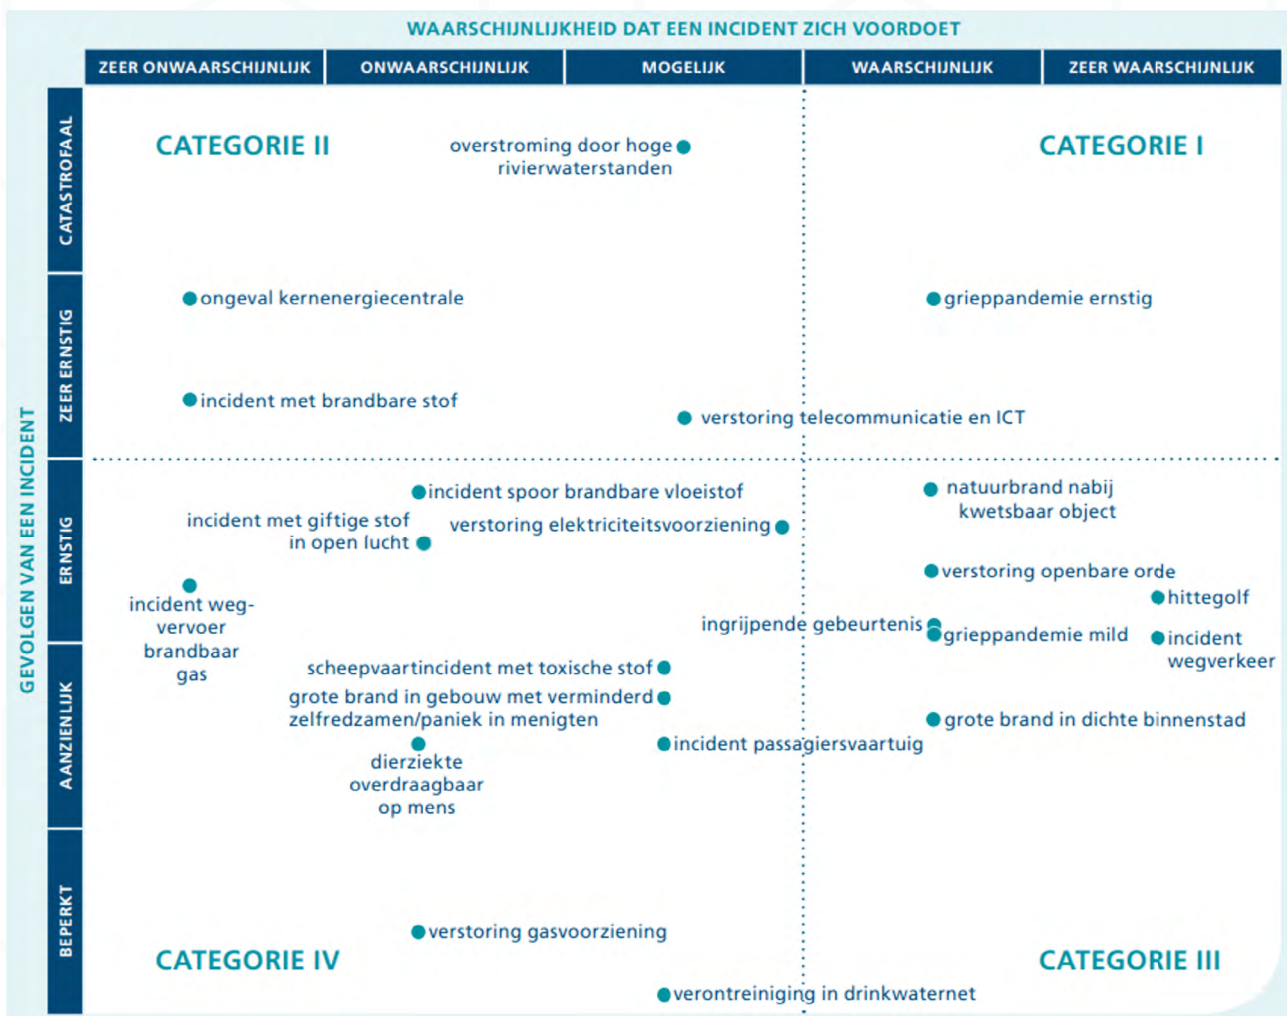 WAARSCHIJNLIJKHEID DAT EEN INCIDENT ZICH VOORDOET
ZEER ONWAARSCHIJNLIJK
ONWAARSCHIJNLIJK
MOGELIJK
WAARSCHIJNLIJK
ZEER WAARSCHIJNLIJK
GEVOLGEN VAN EEN INCIDENT
CATASTROFAAL
CATEGORIE II
overstroming door hoge
rivierwaterstanden
CATEGORIE I
ZEER ERNSTIG
ongeval kernenergiecentrale
grieppandemie ernstig
incident met brandbare stof
verstoring telecommunicatie en ICT
ERNSTIG
incident spoor brandbare vloeistof
natuurbrand nabij
kwetsbaar object
incident met giftige stof
in open lucht
verstoring elektriciteitsvoorziening
verstoring openbare orde
incident weg-
vervoer
brandbaar
gas
hittegolf
ingrijpende gebeurtenis
grieppandemie mild
incident
wegverkeer
AANZIENLIJK
scheepvaartincident met toxische stof
grote brand in gebouw met verminderd
zelfredzamen/paniek in menigten
grote brand in dichte binnenstad
incident passagiersvaartuig
dierziekte
overdraagbaar
op mens
BEPERKT
verstoring gasvoorziening
CATEGORIE IV
CATEGORIE III
verontreiniging in drinkwaternet